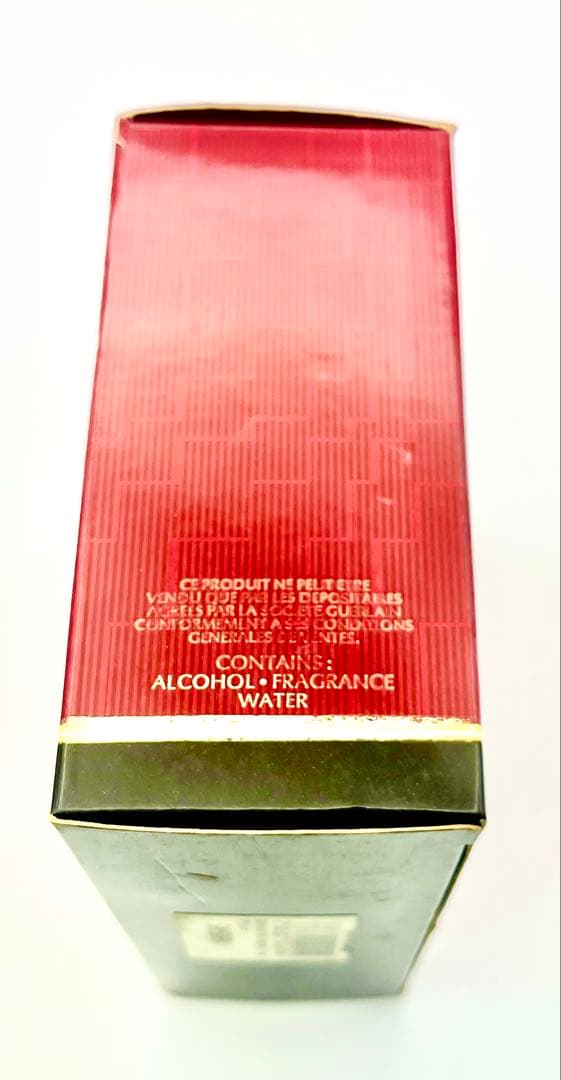 CE PRODUIT NE PEUT ETRE
VENDU QUE PAR LES DEPOSITAIRES
AGREES PAR LA SOCIETE GUERLAIN
CONFORMEMENT A SES CONDITIONS
GENERALES DE VENTES.
CONTAINS:
ALCOHOL • FRAGRANCE
WATER